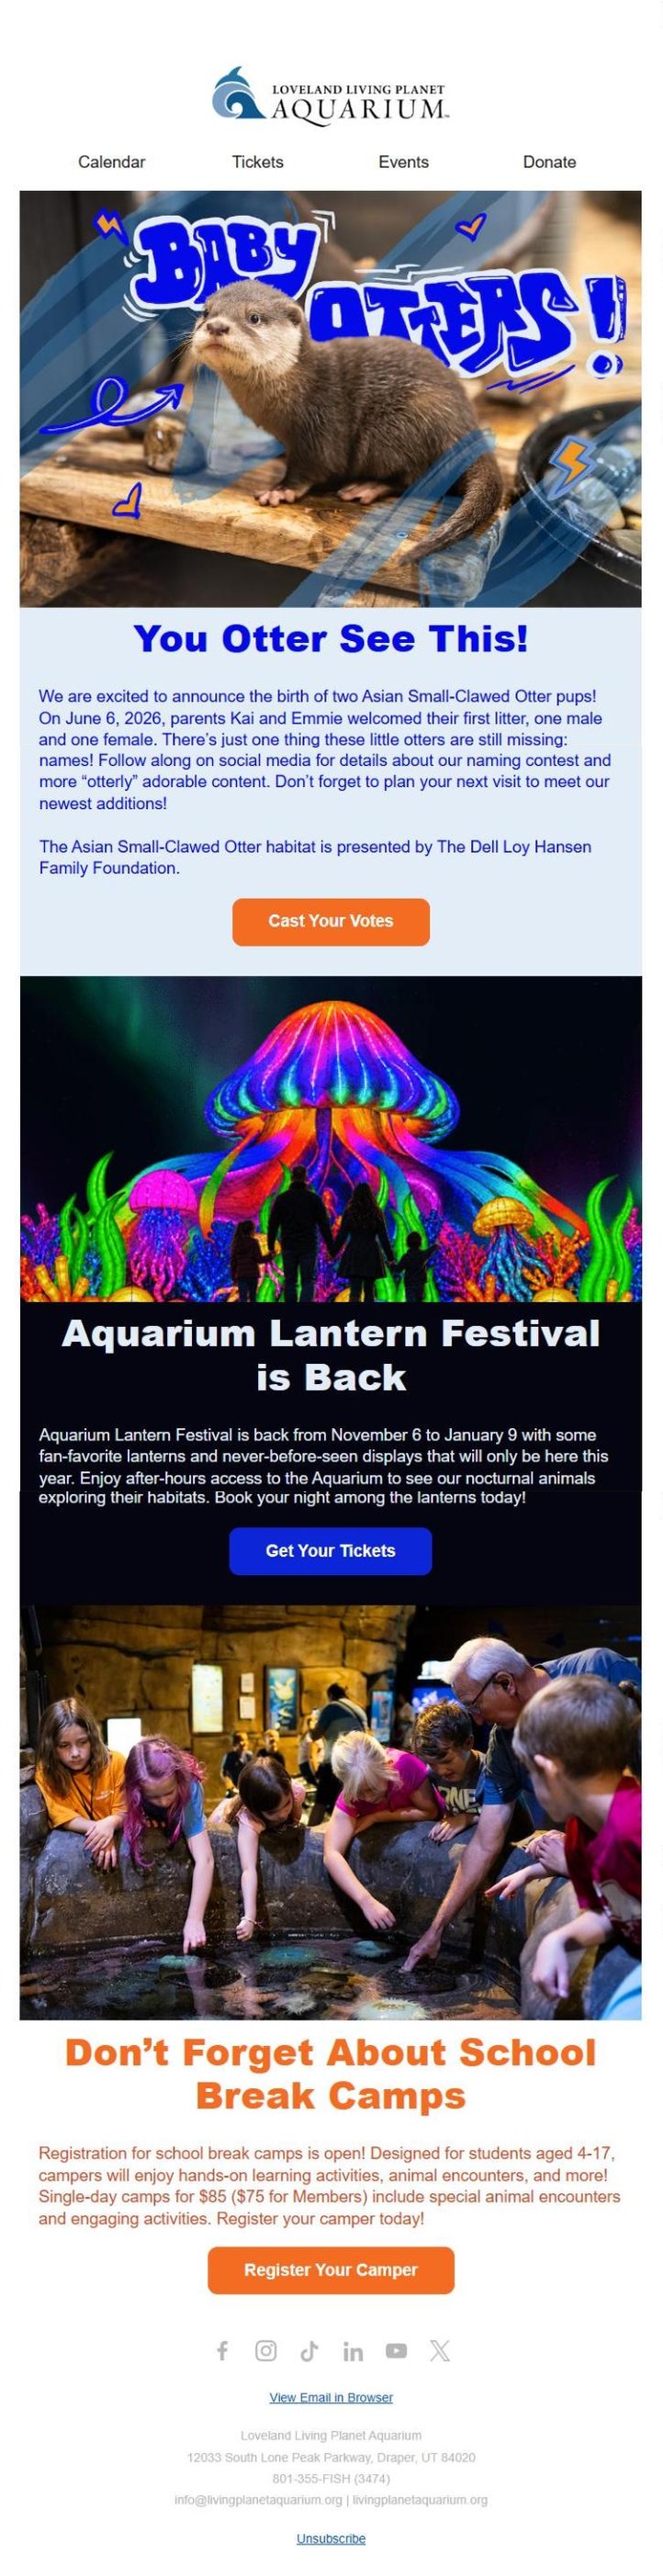 LOVELAND LIVING PLANET
AQUARIUM
Calendar Tickets Events Donate
BABY
OTTERS!
You Otter See This!
We are excited to announce the birth of two Asian Small-Clawed Otter pups!
On June 6, 2026, parents Kai and Emmie welcomed their first litter, one male
and one female. There's just one thing these little otters are still missing:
names! Follow along on social media for details about our naming contest and
more “otterly” adorable content. Don't forget to plan your next visit to meet our
newest additions!
The Asian Small-Clawed Otter habitat is presented by The Dell Loy Hansen
Family Foundation.
Cast Your Votes
Aquarium Lantern Festival
is Back
Aquarium Lantern Festival is back from November 6 to January 9 with some
fan-favorite lanterns and never-before-seen displays that will only be here this
year. Enjoy after-hours access to the Aquarium to see our nocturnal animals
exploring their habitats. Book your night among the lanterns today!
Get Your Tickets
Don't Forget About School
Break Camps
Registration for school break camps is open! Designed for students aged 4-17,
campers will enjoy hands-on learning activities, animal encounters, and more!
Single-day camps for $85 ($75 for Members) include special animal encounters
and engaging activities. Register your camper today!
Register Your Camper
View Email in Browser
Loveland Living Planet Aquarium
12033 South Lone Peak Parkway, Draper, UT 84020
801-355-FISH (3474)
info@livingplanetaquarium.org | livingplanetaquarium.org
Unsubscribe